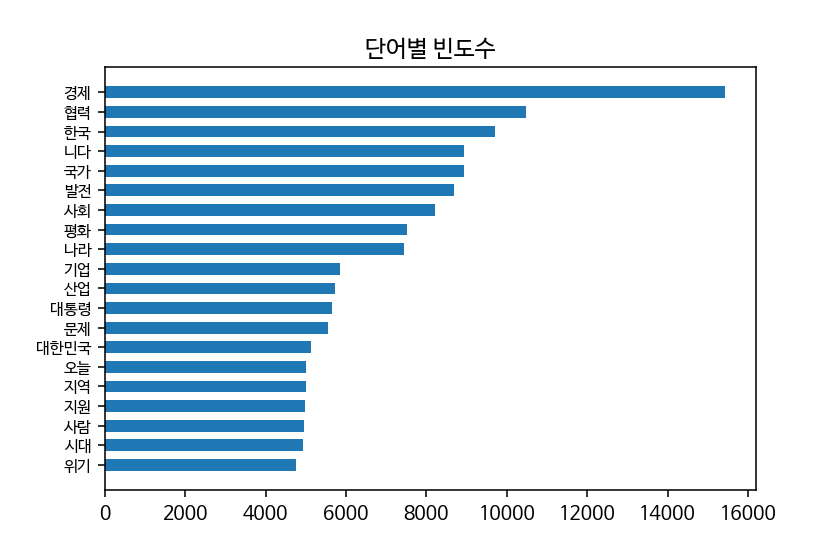 단어별 빈도수
경제
협력
한국
니다
국가
발전
사회
평화
나라
기업
산업
대통령
문제
대한민국
오늘
지역
지원
사람
시대
위기
0 2000 4000 6000 8000 10000 12000 14000 16000